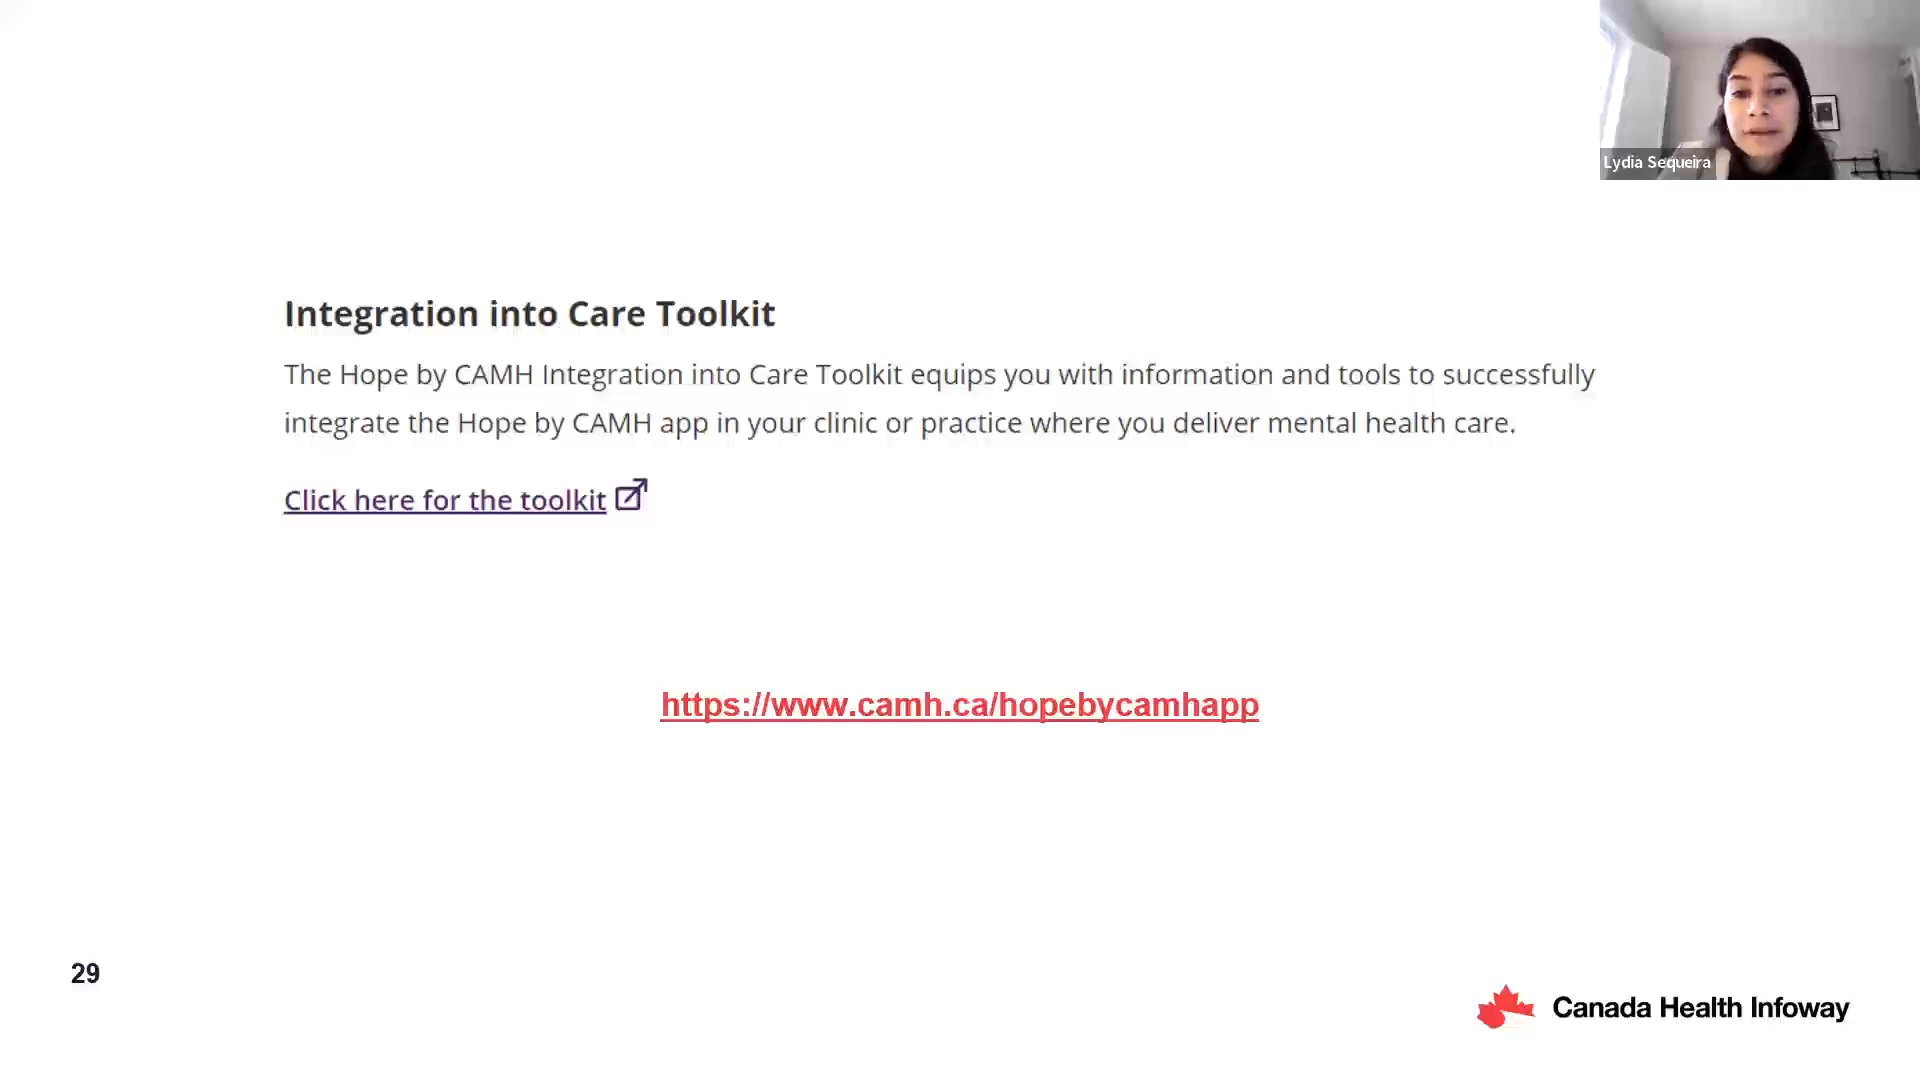 Lydia Sequeira
Integration into Care Toolkit
The Hope by CAMH Integration into Care Toolkit equips you with information and tools to successfully
integrate the Hope by CAMH app in your clinic or practice where you deliver mental health care.
Click here for the toolkit
https://www.camh.ca/hopebycamhapp
29
Canada Health Infoway